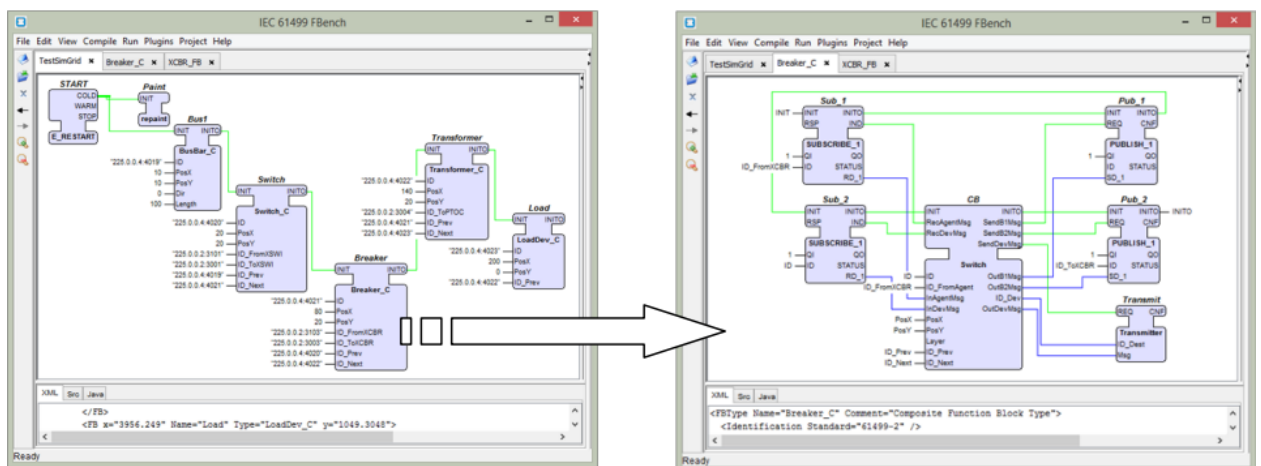 IEC 61499 FBench
File Edit View Compile Run Plugins Project Help
TestSimGrid Breaker_C XCBR_FB
START
COLD
WARM
STOP
E_RESTART
Paint
INIT
repaint
Bus1
INIT INITO
BusBar_C
"225.0.0.4:4019" ID
10 PosX
10 PosY
0 Dir
100 Length
Switch
INIT INITO
Switch_C
"225.0.0.4:4020" ID
20 PosX
20 PosY
"225.0.0.2:3101" ID_FromXSWI
"225.0.0.2:3001" ID_ToXSWI
"225.0.0.4:4019" ID_Prev
"225.0.0.4:4021" ID_Next
Breaker
INIT INITO
Breaker_C
"225.0.0.4:4021" ID
80 PosX
20 PosY
"225.0.0.2:3103" ID_FromXCBR
"225.0.0.2:3003" ID_ToXCBR
"225.0.0.4:4020" ID_Prev
"225.0.0.4:4022" ID_Next
Transformer
INIT INITO
Transformer_C
"225.0.0.4:4022" ID
140 PosX
20 PosY
"225.0.0.2:3004" ID_ToPTOC
"225.0.0.4:4021" ID_Prev
"225.0.0.4:4023" ID_Next
Load
INIT INITO
LoadDev_C
"225.0.0.4:4023" ID
200 PosX
0 PosY
"225.0.0.4:4022" ID_Prev
XML Src Java
</FB>
<FB x="3956.249" Name="Load" Type="LoadDev_C" y="1049.3048">
Ready
IEC 61499 FBench
File Edit View Compile Run Plugins Project Help
TestSimGrid Breaker_C XCBR_FB
Sub_1
INIT INIT INITO
RSP IND
SUBSCRIBE_1
1 QI QO
ID_FromXCBR ID STATUS
RD_1
Sub_2
INIT INITO
RSP IND
SUBSCRIBE_1
1 QI QO
ID ID STATUS
RD_1
CB
INIT INITO
RecAgentMsg SendB1Msg
RecDevMsg SendB2Msg
SendDevMsg
Switch
ID ID OutB1Msg
ID_FromXCBR ID_FromAgent OutB2Msg
InAgentMsg ID_Dev
InDevMsg OutDevMsg
PosX PosX
PosY PosY
Layer
ID_Prev ID_Prev
ID_Next ID_Next
Pub_1
INIT INITO
REQ CNF
PUBLISH_1
1 QI QO
ID STATUS
SD_1
Pub_2
INIT INITO INITO
REQ CNF
PUBLISH_1
1 QI QO
ID_ToXCBR ID STATUS
SD_1
Transmit
REQ CNF
Transmitter
ID_Dest
Msg
XML Src Java
<FBType Name="Breaker_C" Comment="Composite Function Block Type">
<Identification Standard="61499-2" />
Ready